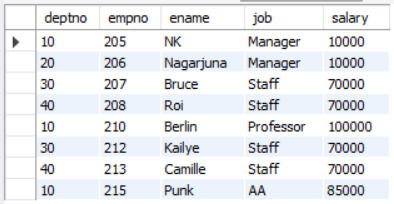 deptno empno ename job salary
10 205 NK Manager 10000
20 206 Nagarjuna Manager 10000
30 207 Bruce Staff 70000
40 208 Roi Staff 70000
10 210 Berlin Professor 100000
30 212 Kailye Staff 70000
40 213 Camille Staff 70000
10 215 Punk AA 85000